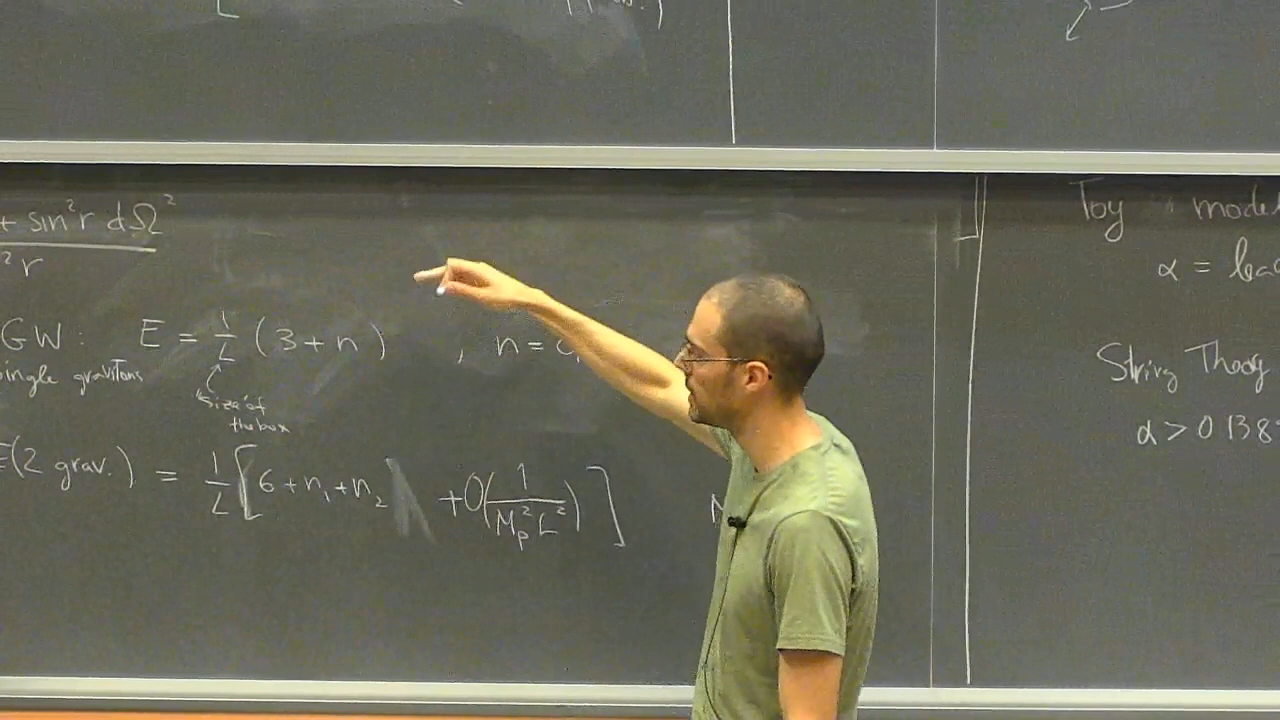 + sin²r dΩ²
²r
GW: E = 1/L (3+n) , n=
single gravitons
"size of
the box
E(2 grav.) = 1/L [6+n₁+n₂ +O(1/(M_p² L²))]
Toy model
α =
String Theory
α > 0.138